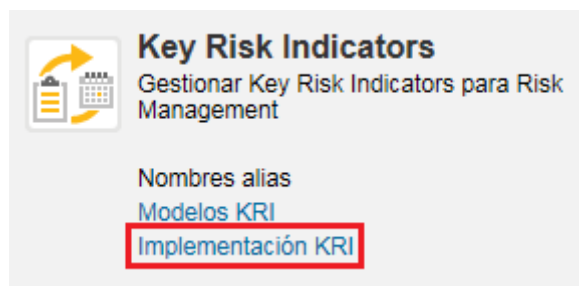 Key Risk Indicators
Gestionar Key Risk Indicators para Risk
Management
Nombres alias
Modelos KRI
Implementación KRI